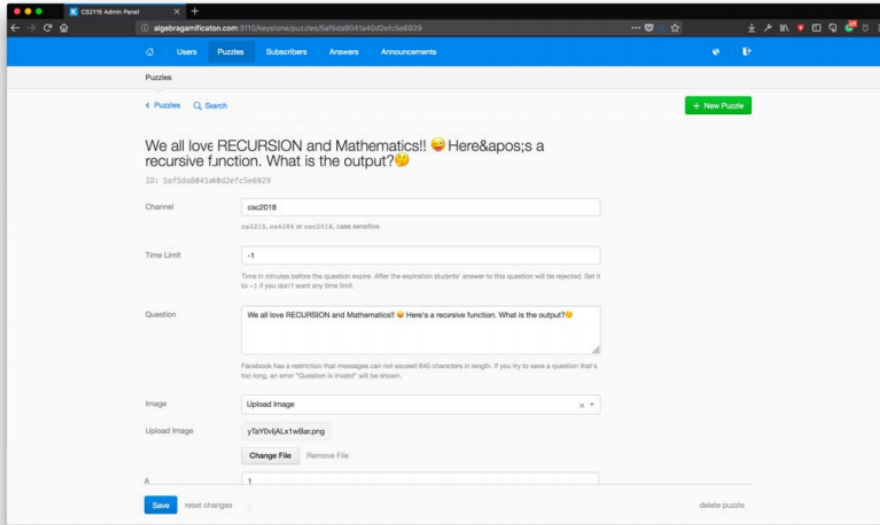 CS2115 Admin Panel
algebragamificaton.com:3110/keystone/puzzles/5af5da8041a40d2efc5e6929
Users Puzzles Subscribers Answers Announcements
Puzzles
Puzzles Search + New Puzzle
We all love RECURSION and Mathematics!! 😜 Here&apos;s a
recursive function. What is the output?🤔
ID: 5af5da8041a40d2efc5e6929
Channel csc2018
cs2215, cs4284 or csc2018, case sensitive.
Time Limit -1
Time in minutes before the question expire. After the expiration students' answer to this question will be rejected. Set it
to -1 if you don't want any time limit.
Question We all love RECURSION and Mathematics!! 😜 Here's a recursive function. What is the output?🤔
Facebook has a restriction that messages can not exceed 640 characters in length. If you try to save a question that's
too long, an error "Question is invalid" will be shown.
Image Upload Image
Upload Image
Change File Remove File
A 1
Save reset changes delete puzzle